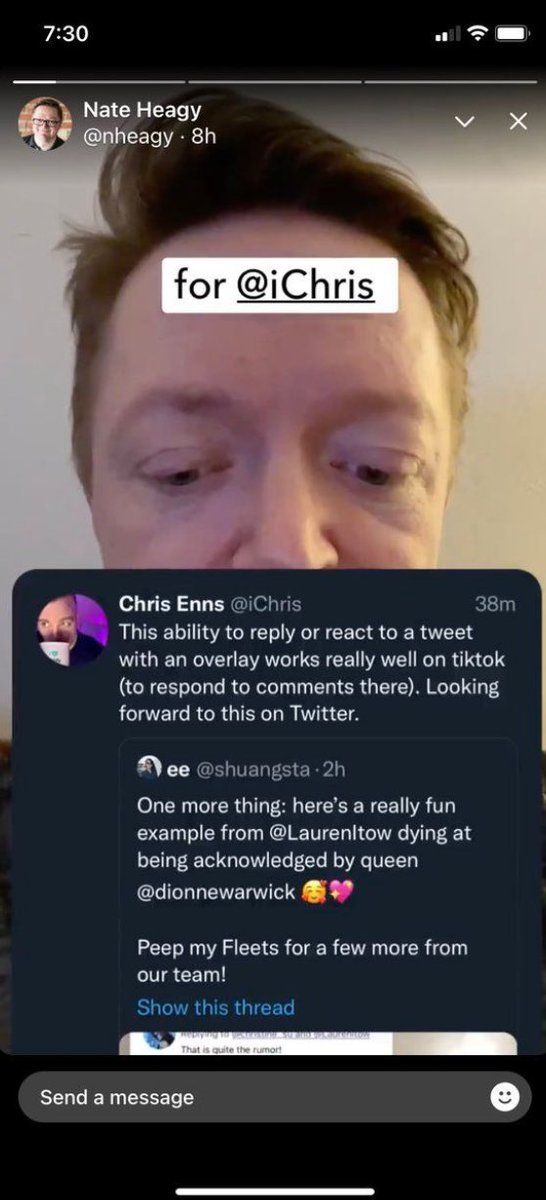 7:30
Nate Heagy
@nheagy · 8h
for @iChris
Chris Enns @iChris 38m
This ability to reply or react to a tweet
with an overlay works really well on tiktok
(to respond to comments there). Looking
forward to this on Twitter.
ee @shuangsta · 2h
One more thing: here's a really fun
example from @LaurenItow dying at
being acknowledged by queen
@dionnewarwick 🥰💖
Peep my Fleets for a few more from
our team!
Show this thread
Replying to @christine_su and @LaurenItow
That is quite the rumor!
Send a message